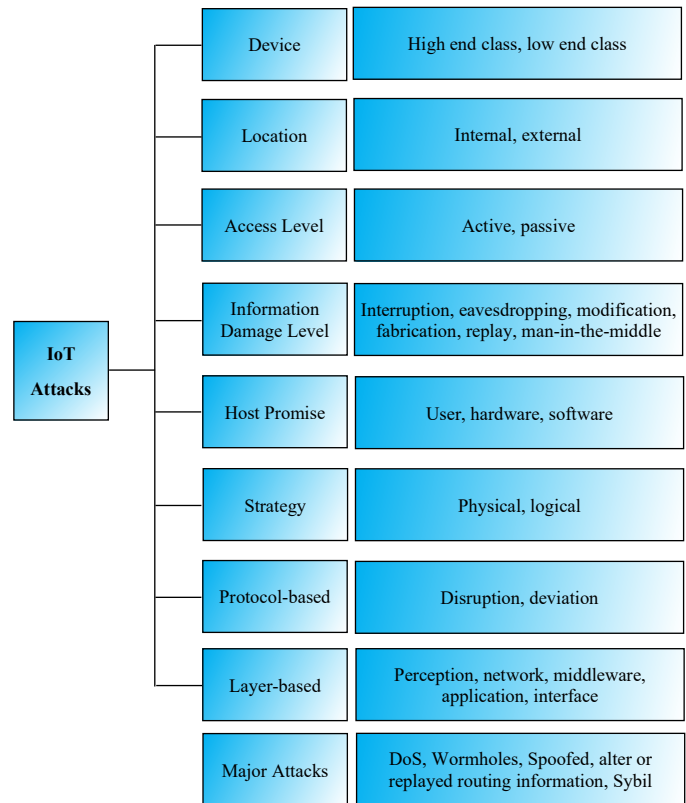 Device
High end class, low end class
Location
Internal, external
Access Level
Active, passive
Information
Damage Level
Interruption, eavesdropping, modification,
fabrication, replay, man-in-the-middle
IoT
Attacks
Host Promise
User, hardware, software
Strategy
Physical, logical
Protocol-based
Disruption, deviation
Layer-based
Perception, network, middleware,
application, interface
Major Attacks
DoS, Wormholes, Spoofed, alter or
replayed routing information, Sybil